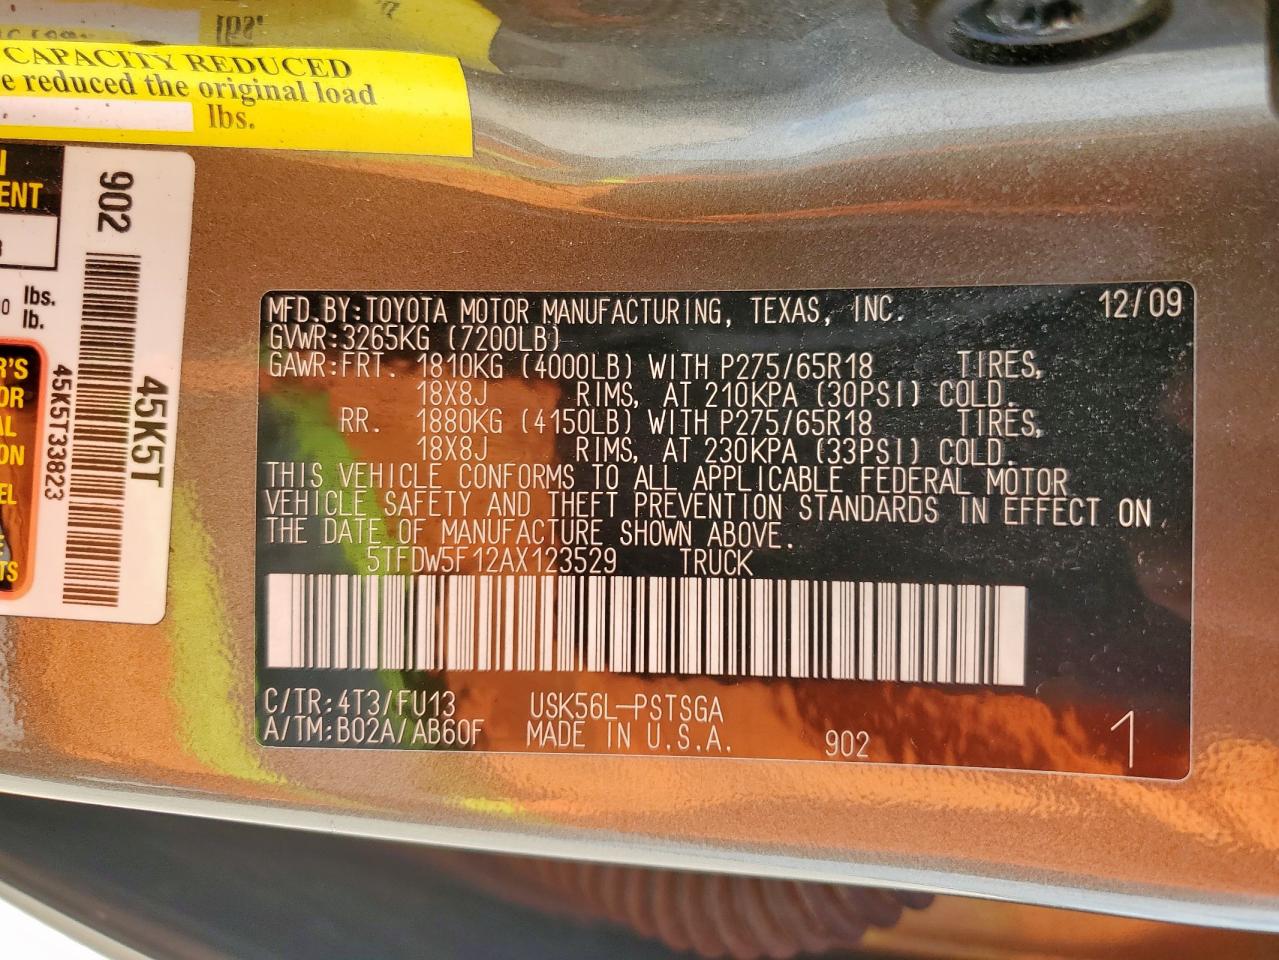 CAPACITY REDUCED
e reduced the original load
lbs.
902
ENT
lbs.
lb.
45K5T33823
45K5T
MFD.BY:TOYOTA MOTOR MANUFACTURING, TEXAS, INC. 12/09
GVWR:3265KG (7200LB)
GAWR:FRT. 1810KG (4000LB) WITH P275/65R18 TIRES,
18X8J RIMS, AT 210KPA (30PSI) COLD.
RR. 1880KG (4150LB) WITH P275/65R18 TIRES,
18X8J RIMS, AT 230KPA (33PSI) COLD.
THIS VEHICLE CONFORMS TO ALL APPLICABLE FEDERAL MOTOR
VEHICLE SAFETY AND THEFT PREVENTION STANDARDS IN EFFECT ON
THE DATE OF MANUFACTURE SHOWN ABOVE.
5TFDW5F12AX123529 TRUCK
C/TR:4T3/FU13 USK56L-PSTSGA
A/TM:B02A/AB60F MADE IN U.S.A. 902 1